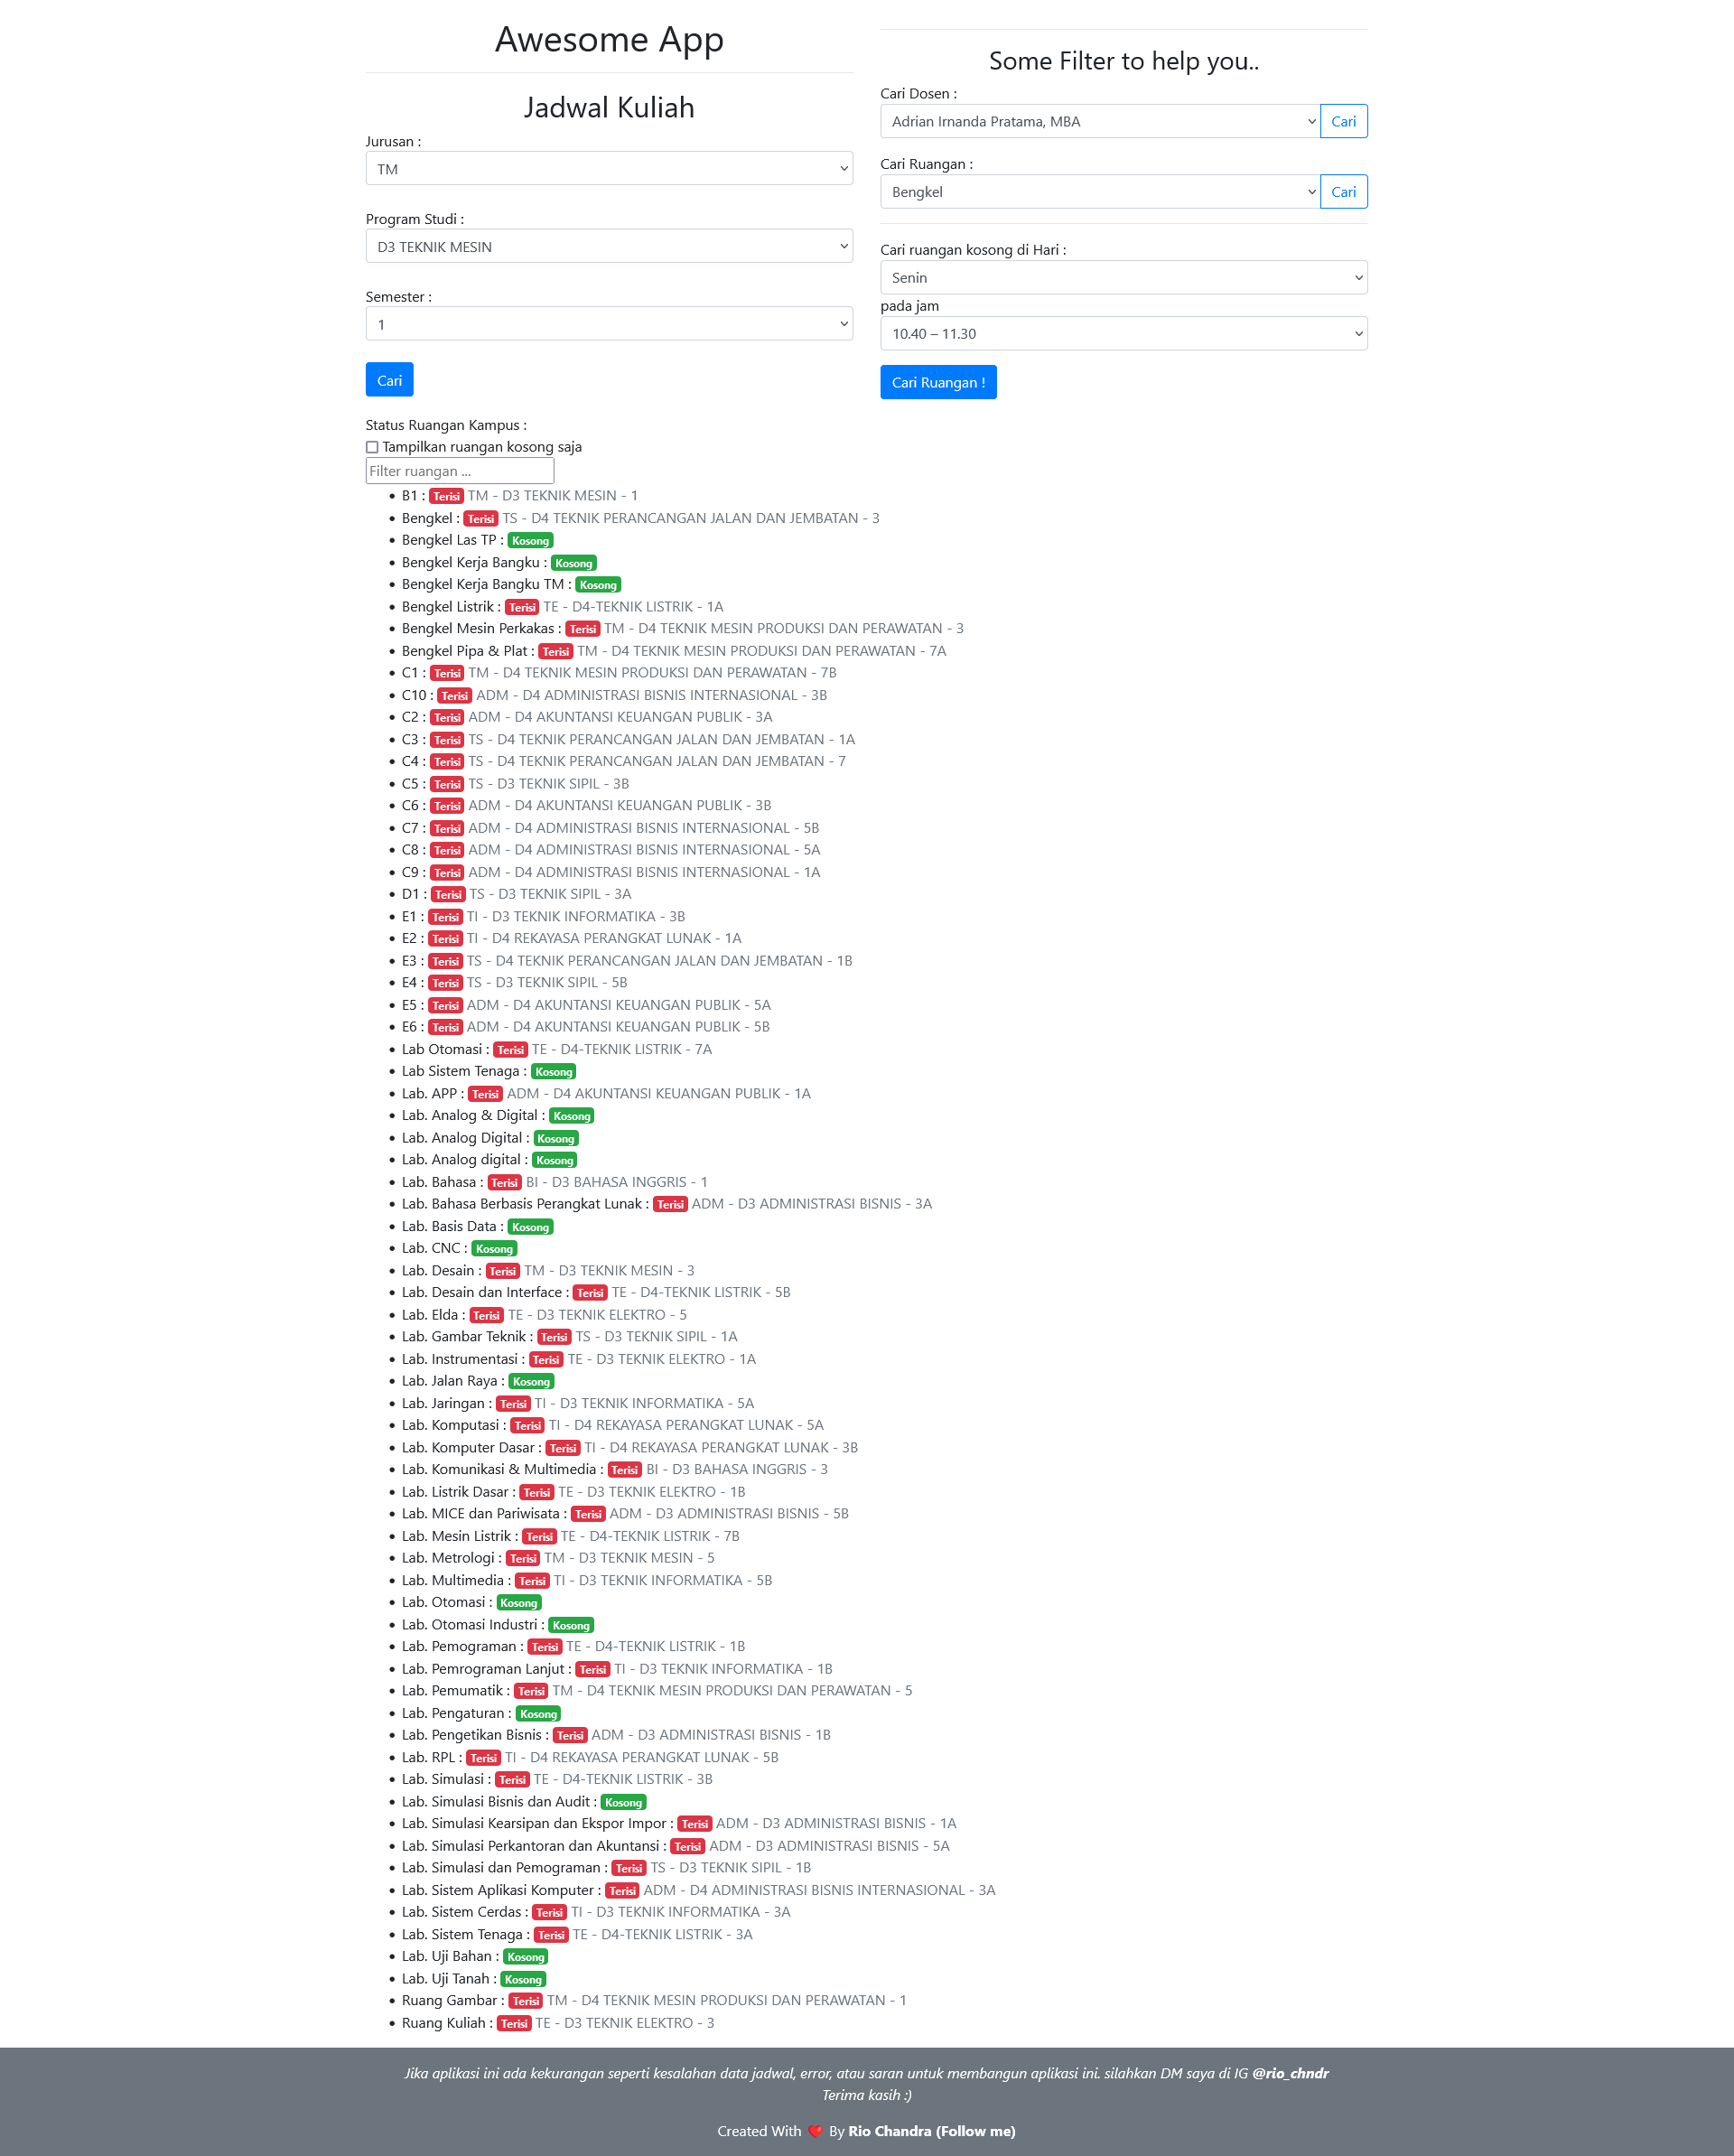 Awesome App
Jadwal Kuliah
Jurusan :
TM
Program Studi :
D3 TEKNIK MESIN
Semester :
1
Cari
Some Filter to help you..
Cari Dosen :
Adrian Irnanda Pratama, MBA
Cari
Cari Ruangan :
Bengkel
Cari
Cari ruangan kosong di Hari :
Senin
pada jam
10.40 – 11.30
Cari Ruangan !
Status Ruangan Kampus :
Tampilkan ruangan kosong saja
Filter ruangan ...
• B1 : Terisi TM - D3 TEKNIK MESIN - 1
• Bengkel : Terisi TS - D4 TEKNIK PERANCANGAN JALAN DAN JEMBATAN - 3
• Bengkel Las TP : Kosong
• Bengkel Kerja Bangku : Kosong
• Bengkel Kerja Bangku TM : Kosong
• Bengkel Listrik : Terisi TE - D4-TEKNIK LISTRIK - 1A
• Bengkel Mesin Perkakas : Terisi TM - D4 TEKNIK MESIN PRODUKSI DAN PERAWATAN - 3
• Bengkel Pipa & Plat : Terisi TM - D4 TEKNIK MESIN PRODUKSI DAN PERAWATAN - 7A
• C1 : Terisi TM - D4 TEKNIK MESIN PRODUKSI DAN PERAWATAN - 7B
• C10 : Terisi ADM - D4 ADMINISTRASI BISNIS INTERNASIONAL - 3B
• C2 : Terisi ADM - D4 AKUNTANSI KEUANGAN PUBLIK - 3A
• C3 : Terisi TS - D4 TEKNIK PERANCANGAN JALAN DAN JEMBATAN - 1A
• C4 : Terisi TS - D4 TEKNIK PERANCANGAN JALAN DAN JEMBATAN - 7
• C5 : Terisi TS - D3 TEKNIK SIPIL - 3B
• C6 : Terisi ADM - D4 AKUNTANSI KEUANGAN PUBLIK - 3B
• C7 : Terisi ADM - D4 ADMINISTRASI BISNIS INTERNASIONAL - 5B
• C8 : Terisi ADM - D4 ADMINISTRASI BISNIS INTERNASIONAL - 5A
• C9 : Terisi ADM - D4 ADMINISTRASI BISNIS INTERNASIONAL - 1A
• D1 : Terisi TS - D3 TEKNIK SIPIL - 3A
• E1 : Terisi TI - D3 TEKNIK INFORMATIKA - 3B
• E2 : Terisi TI - D4 REKAYASA PERANGKAT LUNAK - 1A
• E3 : Terisi TS - D4 TEKNIK PERANCANGAN JALAN DAN JEMBATAN - 1B
• E4 : Terisi TS - D3 TEKNIK SIPIL - 5B
• E5 : Terisi ADM - D4 AKUNTANSI KEUANGAN PUBLIK - 5A
• E6 : Terisi ADM - D4 AKUNTANSI KEUANGAN PUBLIK - 5B
• Lab Otomasi : Terisi TE - D4-TEKNIK LISTRIK - 7A
• Lab Sistem Tenaga : Kosong
• Lab. APP : Terisi ADM - D4 AKUNTANSI KEUANGAN PUBLIK - 1A
• Lab. Analog & Digital : Kosong
• Lab. Analog Digital : Kosong
• Lab. Analog digital : Kosong
• Lab. Bahasa : Terisi BI - D3 BAHASA INGGRIS - 1
• Lab. Bahasa Berbasis Perangkat Lunak : Terisi ADM - D3 ADMINISTRASI BISNIS - 3A
• Lab. Basis Data : Kosong
• Lab. CNC : Kosong
• Lab. Desain : Terisi TM - D3 TEKNIK MESIN - 3
• Lab. Desain dan Interface : Terisi TE - D4-TEKNIK LISTRIK - 5B
• Lab. Elda : Terisi TE - D3 TEKNIK ELEKTRO - 5
• Lab. Gambar Teknik : Terisi TS - D3 TEKNIK SIPIL - 1A
• Lab. Instrumentasi : Terisi TE - D3 TEKNIK ELEKTRO - 1A
• Lab. Jalan Raya : Kosong
• Lab. Jaringan : Terisi TI - D3 TEKNIK INFORMATIKA - 5A
• Lab. Komputasi : Terisi TI - D4 REKAYASA PERANGKAT LUNAK - 5A
• Lab. Komputer Dasar : Terisi TI - D4 REKAYASA PERANGKAT LUNAK - 3B
• Lab. Komunikasi & Multimedia : Terisi BI - D3 BAHASA INGGRIS - 3
• Lab. Listrik Dasar : Terisi TE - D3 TEKNIK ELEKTRO - 1B
• Lab. MICE dan Pariwisata : Terisi ADM - D3 ADMINISTRASI BISNIS - 5B
• Lab. Mesin Listrik : Terisi TE - D4-TEKNIK LISTRIK - 7B
• Lab. Metrologi : Terisi TM - D3 TEKNIK MESIN - 5
• Lab. Multimedia : Terisi TI - D3 TEKNIK INFORMATIKA - 5B
• Lab. Otomasi : Kosong
• Lab. Otomasi Industri : Kosong
• Lab. Pemograman : Terisi TE - D4-TEKNIK LISTRIK - 1B
• Lab. Pemrograman Lanjut : Terisi TI - D3 TEKNIK INFORMATIKA - 1B
• Lab. Pemumatik : Terisi TM - D4 TEKNIK MESIN PRODUKSI DAN PERAWATAN - 5
• Lab. Pengaturan : Kosong
• Lab. Pengetikan Bisnis : Terisi ADM - D3 ADMINISTRASI BISNIS - 1B
• Lab. RPL : Terisi TI - D4 REKAYASA PERANGKAT LUNAK - 5B
• Lab. Simulasi : Terisi TE - D4-TEKNIK LISTRIK - 3B
• Lab. Simulasi Bisnis dan Audit : Kosong
• Lab. Simulasi Kearsipan dan Ekspor Impor : Terisi ADM - D3 ADMINISTRASI BISNIS - 1A
• Lab. Simulasi Perkantoran dan Akuntansi : Terisi ADM - D3 ADMINISTRASI BISNIS - 5A
• Lab. Simulasi dan Pemograman : Terisi TS - D3 TEKNIK SIPIL - 1B
• Lab. Sistem Aplikasi Komputer : Terisi ADM - D4 ADMINISTRASI BISNIS INTERNASIONAL - 3A
• Lab. Sistem Cerdas : Terisi TI - D3 TEKNIK INFORMATIKA - 3A
• Lab. Sistem Tenaga : Terisi TE - D4-TEKNIK LISTRIK - 3A
• Lab. Uji Bahan : Kosong
• Lab. Uji Tanah : Kosong
• Ruang Gambar : Terisi TM - D4 TEKNIK MESIN PRODUKSI DAN PERAWATAN - 1
• Ruang Kuliah : Terisi TE - D3 TEKNIK ELEKTRO - 3
Jika aplikasi ini ada kekurangan seperti kesalahan data jadwal, error, atau saran untuk membangun aplikasi ini. silahkan DM saya di IG @rio_chndr
Terima kasih :)
Created With ❤️ By Rio Chandra (Follow me)